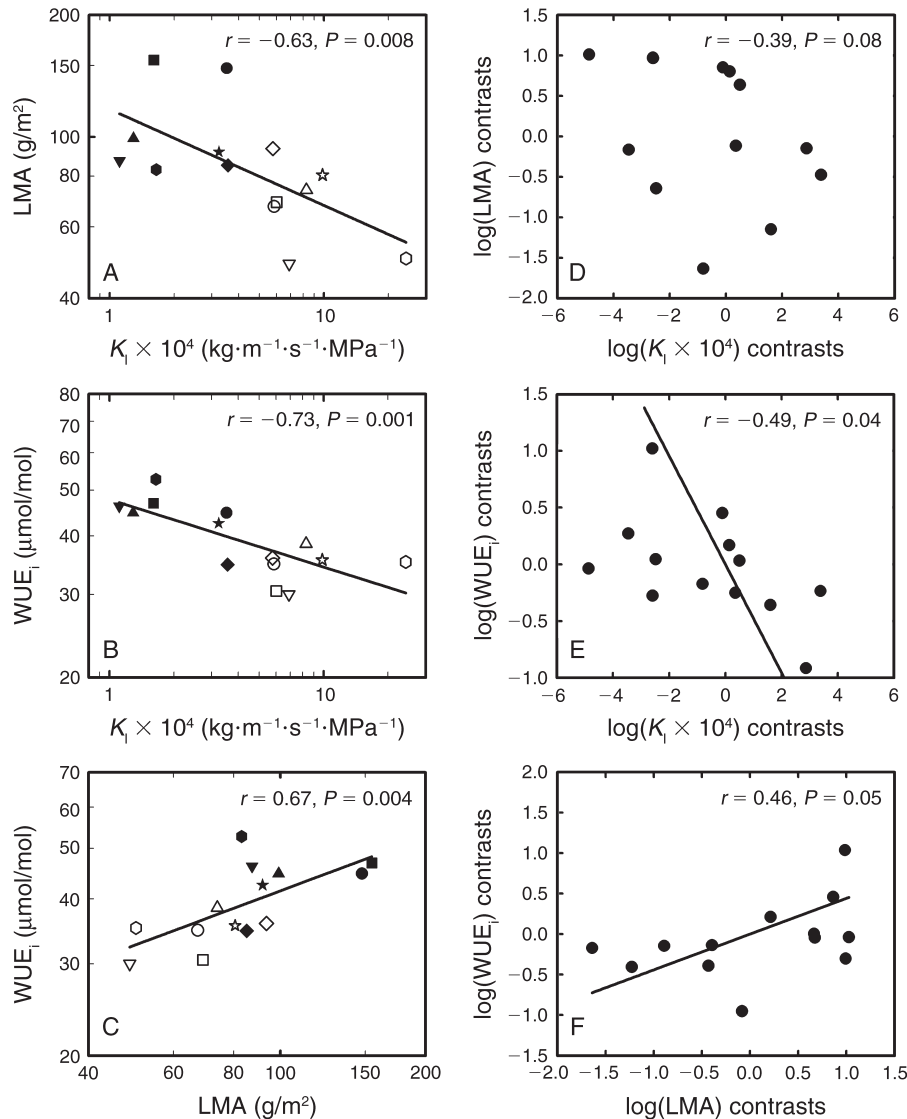 200
150
100
80
60
40
LMA (g/m²)
r = −0.63, P = 0.008
A
1
10
Kₗ × 10⁴ (kg·m⁻¹·s⁻¹·MPa⁻¹)
1.5
1.0
0.5
0.0
−0.5
−1.0
−1.5
−2.0
log(LMA) contrasts
r = −0.39, P = 0.08
D
−6 −4 −2 0 2 4 6
log(Kₗ × 10⁴) contrasts
80
70
60
50
40
30
20
WUEᵢ (μmol/mol)
r = −0.73, P = 0.001
B
1
10
Kₗ × 10⁴ (kg·m⁻¹·s⁻¹·MPa⁻¹)
1.5
1.0
0.5
0.0
−0.5
−1.0
log(WUEᵢ) contrasts
r = −0.49, P = 0.04
E
−6 −4 −2 0 2 4 6
log(Kₗ × 10⁴) contrasts
70
60
50
40
30
20
WUEᵢ (μmol/mol)
r = 0.67, P = 0.004
C
40 60 80 100 150 200
LMA (g/m²)
2.0
1.5
1.0
0.5
0.0
−0.5
−1.0
−1.5
log(WUEᵢ) contrasts
r = 0.46, P = 0.05
F
−2.0 −1.5 −1.0 −0.5 0.0 0.5 1.0 1.5
log(LMA) contrasts